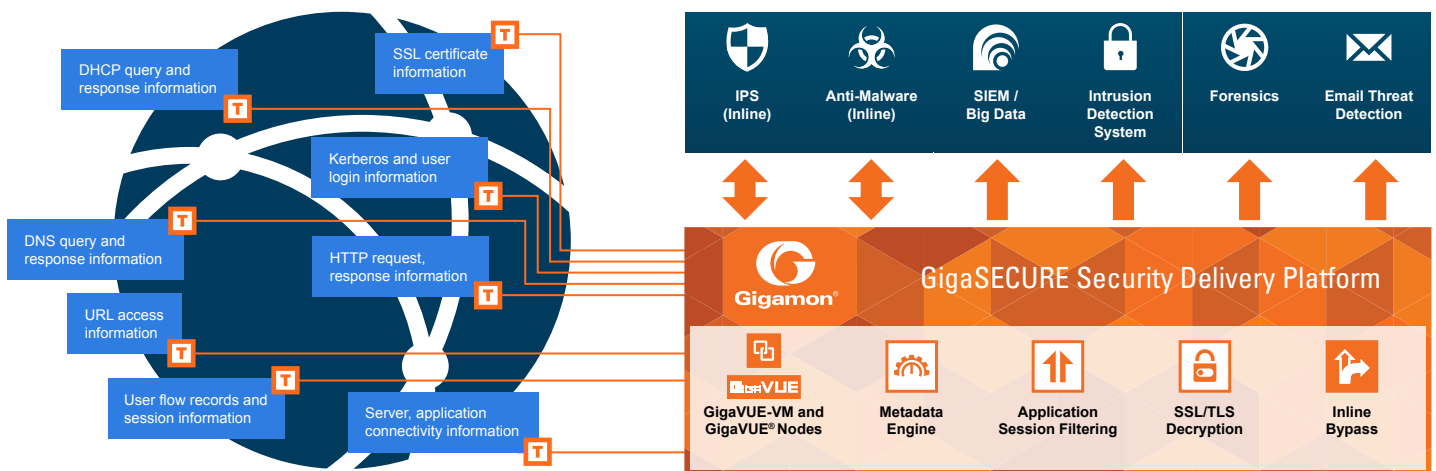 SSL certificate
information
T
DHCP query and
response information
T
Kerberos and user
login information
T
DNS query and
response information
T
HTTP request,
response information
T
URL access
information
T
User flow records and
session information
T
Server, application
connectivity information
T
IPS
(Inline)
Anti-Malware
(Inline)
SIEM /
Big Data
Intrusion
Detection
System
Forensics
Email Threat
Detection
Gigamon®
GigaSECURE Security Delivery Platform
GigaVUE
GigaVUE-VM and
GigaVUE® Nodes
Metadata
Engine
Application
Session Filtering
SSL/TLS
Decryption
Inline
Bypass